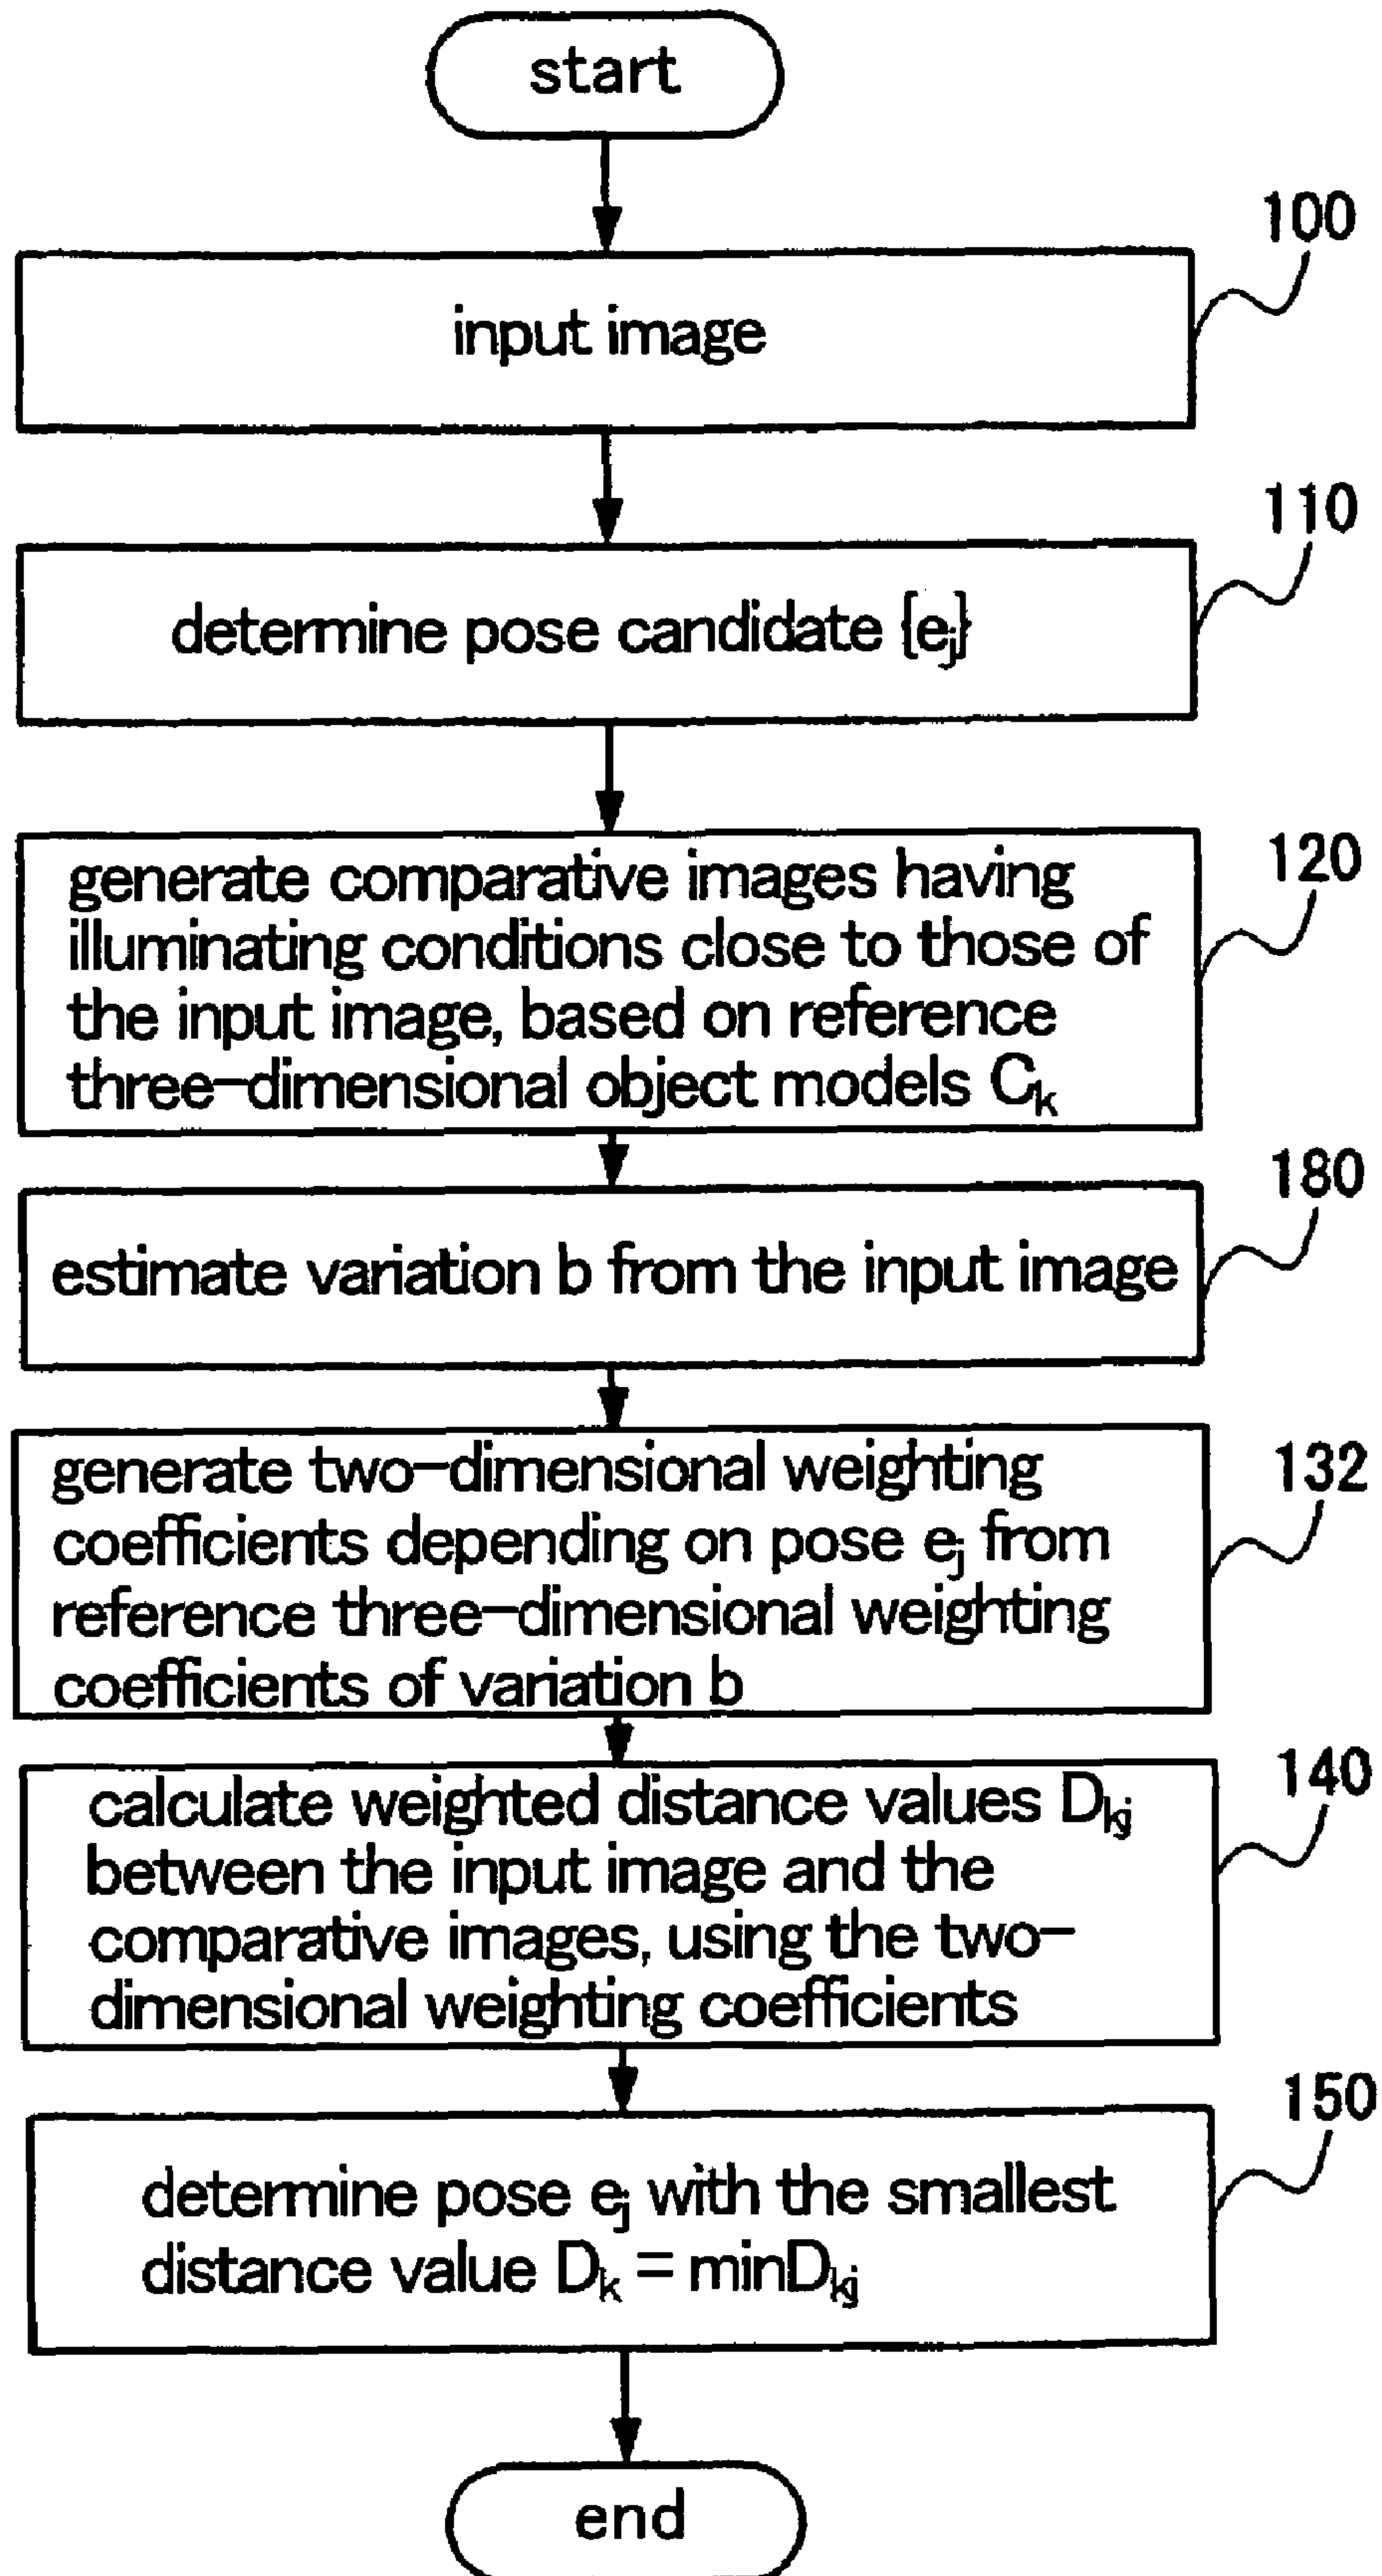 start
100
input image
110
determine pose candidate {eⱼ}
120
generate comparative images having
illuminating conditions close to those of
the input image, based on reference
three-dimensional object models Cₖ
180
estimate variation b from the input image
132
generate two-dimensional weighting
coefficients depending on pose eⱼ from
reference three-dimensional weighting
coefficients of variation b
140
calculate weighted distance values Dₖⱼ
between the input image and the
comparative images, using the two-
dimensional weighting coefficients
150
determine pose eⱼ with the smallest
distance value Dₖ = minDₖⱼ
end